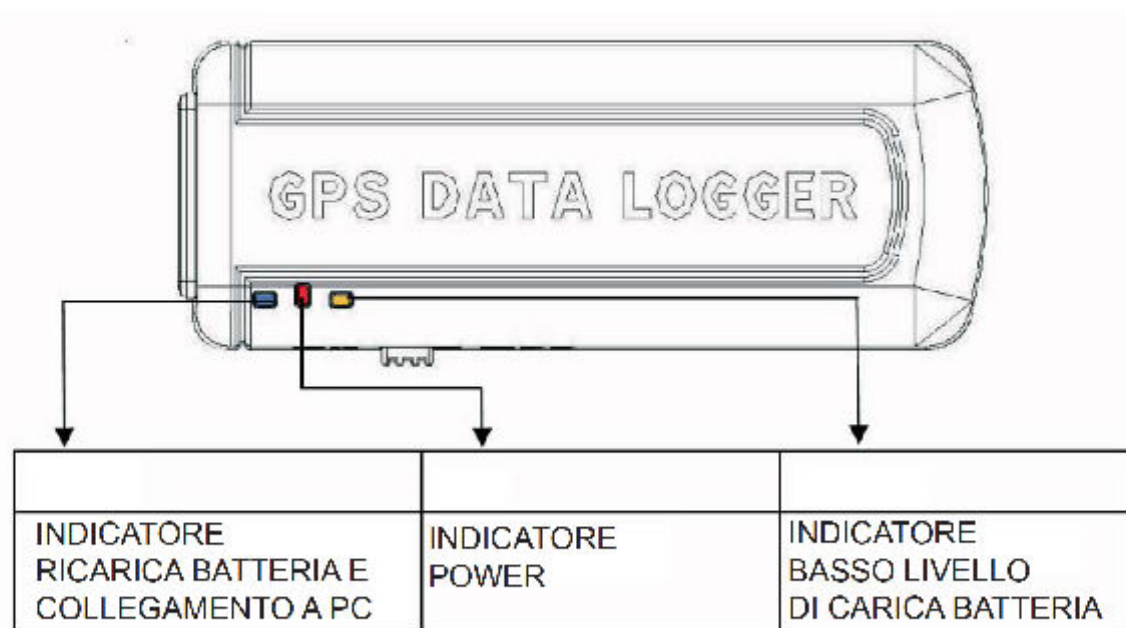 GPS DATA LOGGER
INDICATORE
RICARICA BATTERIA E
COLLEGAMENTO A PC
INDICATORE
POWER
INDICATORE
BASSO LIVELLO
DI CARICA BATTERIA